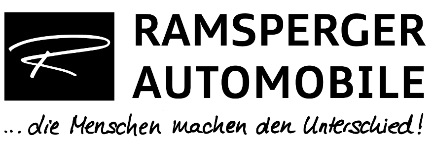 R
RAMSPERGER
AUTOMOBILE
...die Menschen machen den Unterschied!